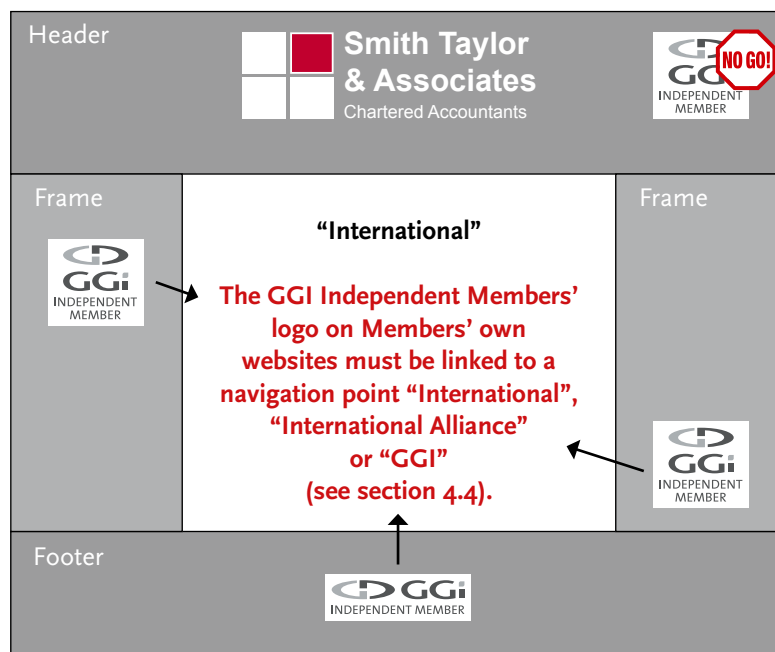 Header
Smith Taylor
& Associates
Chartered Accountants
GGi
NO GO!
INDEPENDENT
MEMBER
Frame
GGi
INDEPENDENT
MEMBER
“International”
The GGI Independent Members’
logo on Members’ own
websites must be linked to a
navigation point “International”,
“International Alliance”
or “GGI”
(see section 4.4).
Frame
GGi
INDEPENDENT
MEMBER
Footer
GGi
INDEPENDENT MEMBER